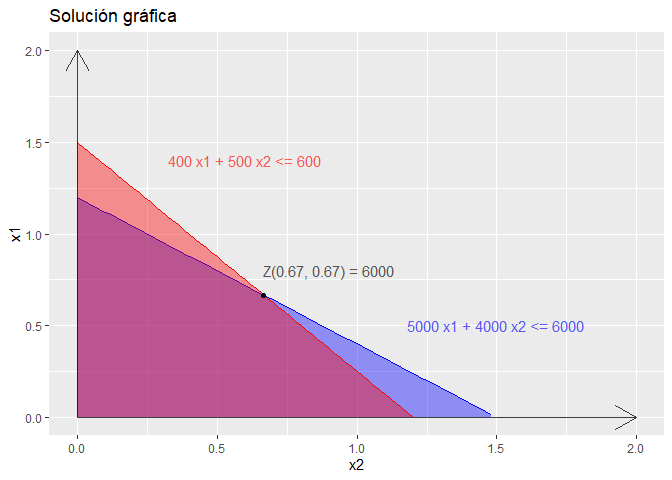 Solución gráfica
2.0
1.5
400 x1 + 500 x2 <= 600
x1
1.0
Z(0.67, 0.67) = 6000
0.5
5000 x1 + 4000 x2 <= 6000
0.0
0.0 0.5 1.0 1.5 2.0
x2